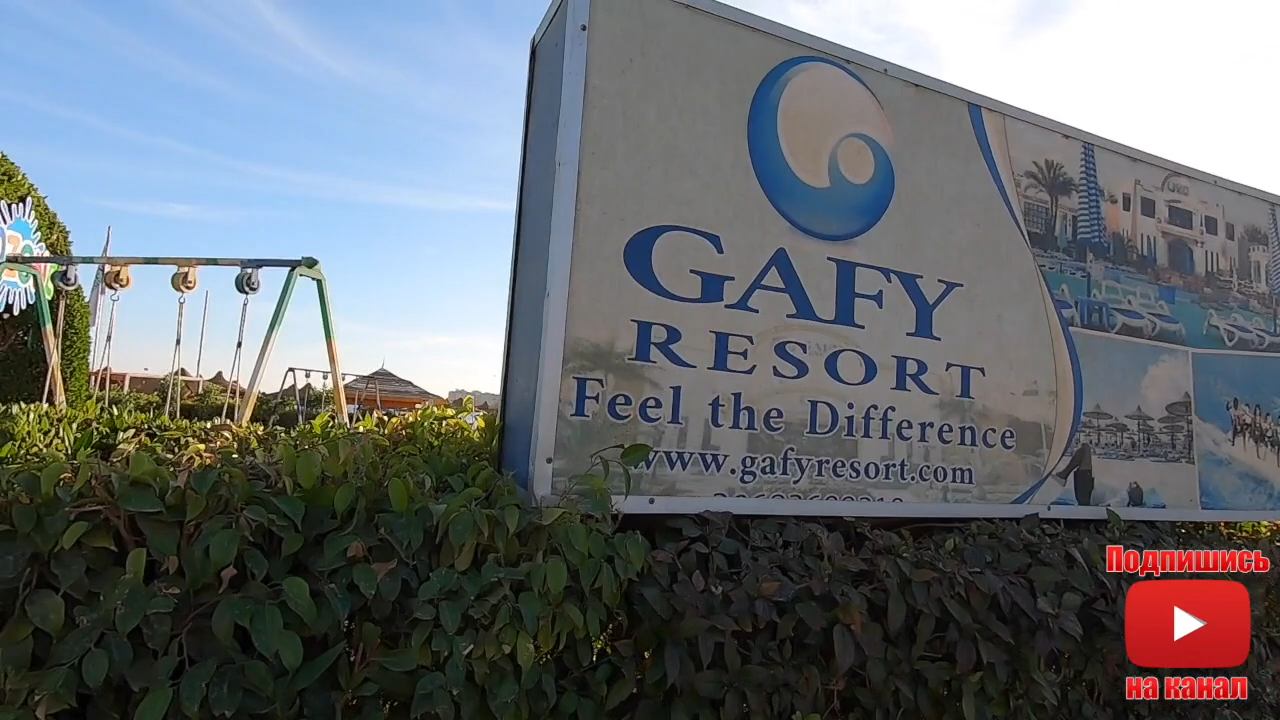 GAFY
RESORT
Feel the Difference
www.gafyresort.com
Подпишись
на канал